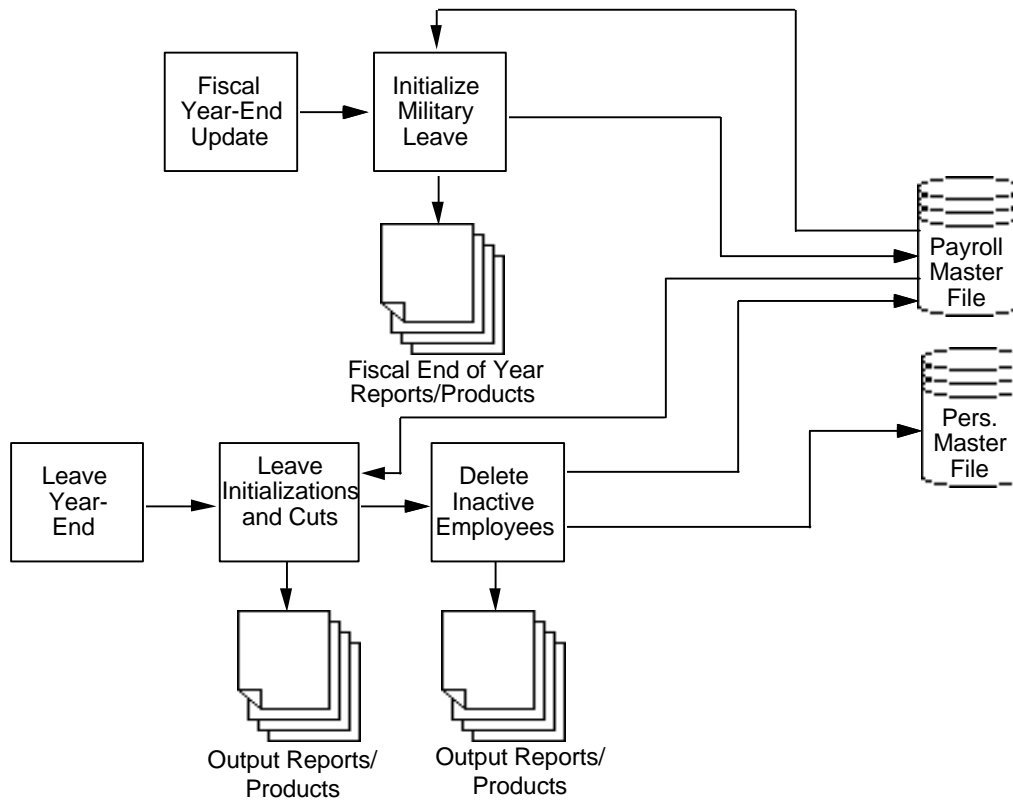 Fiscal
Year-End
Update
Initialize
Military
Leave
Payroll
Master
File
Fiscal End of Year
Reports/Products
Pers.
Master
File
Leave
Year-
End
Leave
Initializations
and Cuts
Delete
Inactive
Employees
Output Reports/
Products
Output Reports/
Products